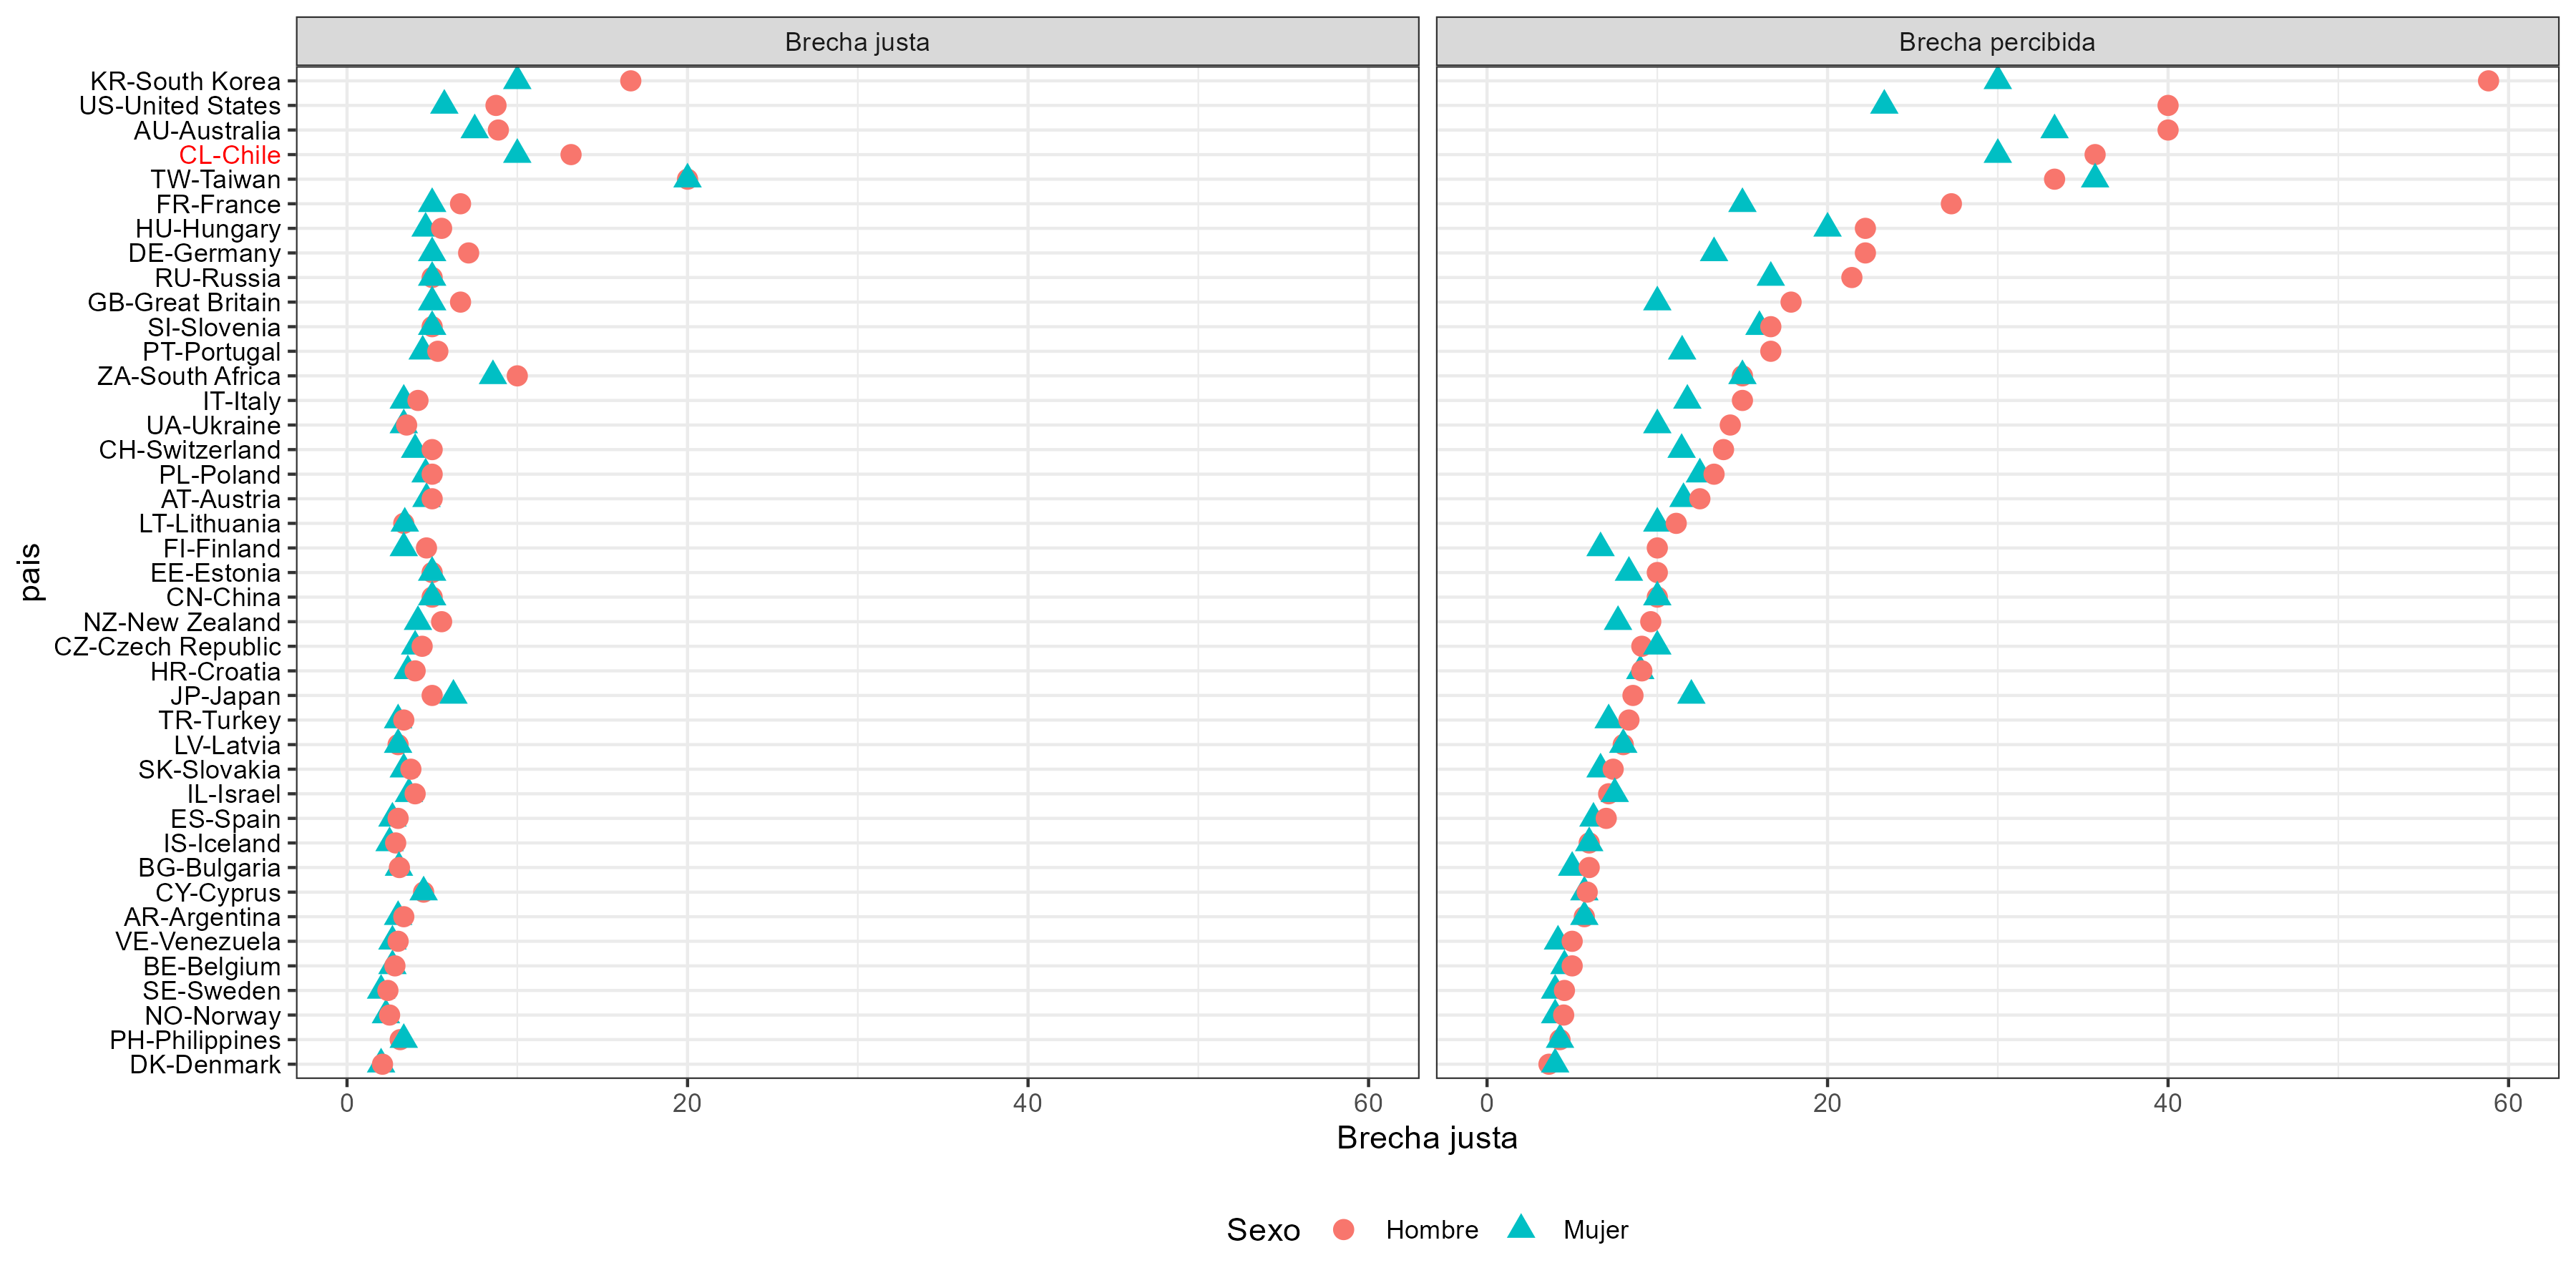 Brecha justa
Brecha percibida
KR-South Korea
US-United States
AU-Australia
CL-Chile
TW-Taiwan
FR-France
HU-Hungary
DE-Germany
RU-Russia
GB-Great Britain
SI-Slovenia
PT-Portugal
ZA-South Africa
IT-Italy
UA-Ukraine
CH-Switzerland
PL-Poland
AT-Austria
LT-Lithuania
FI-Finland
EE-Estonia
CN-China
NZ-New Zealand
CZ-Czech Republic
HR-Croatia
JP-Japan
TR-Turkey
LV-Latvia
SK-Slovakia
IL-Israel
ES-Spain
IS-Iceland
BG-Bulgaria
CY-Cyprus
AR-Argentina
VE-Venezuela
BE-Belgium
SE-Sweden
NO-Norway
PH-Philippines
DK-Denmark
pais
0 20 40 60
0 20 40 60
Brecha justa
Sexo Hombre Mujer